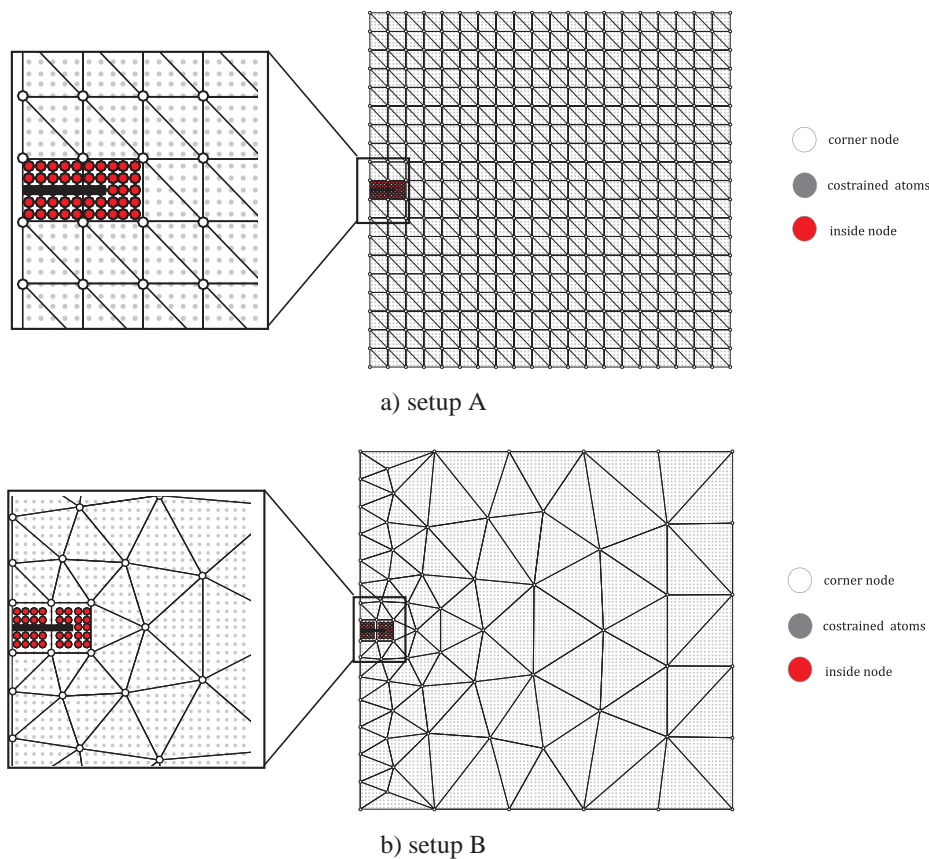 corner node
costrained atoms
inside node
a) setup A
corner node
costrained atoms
inside node
b) setup B